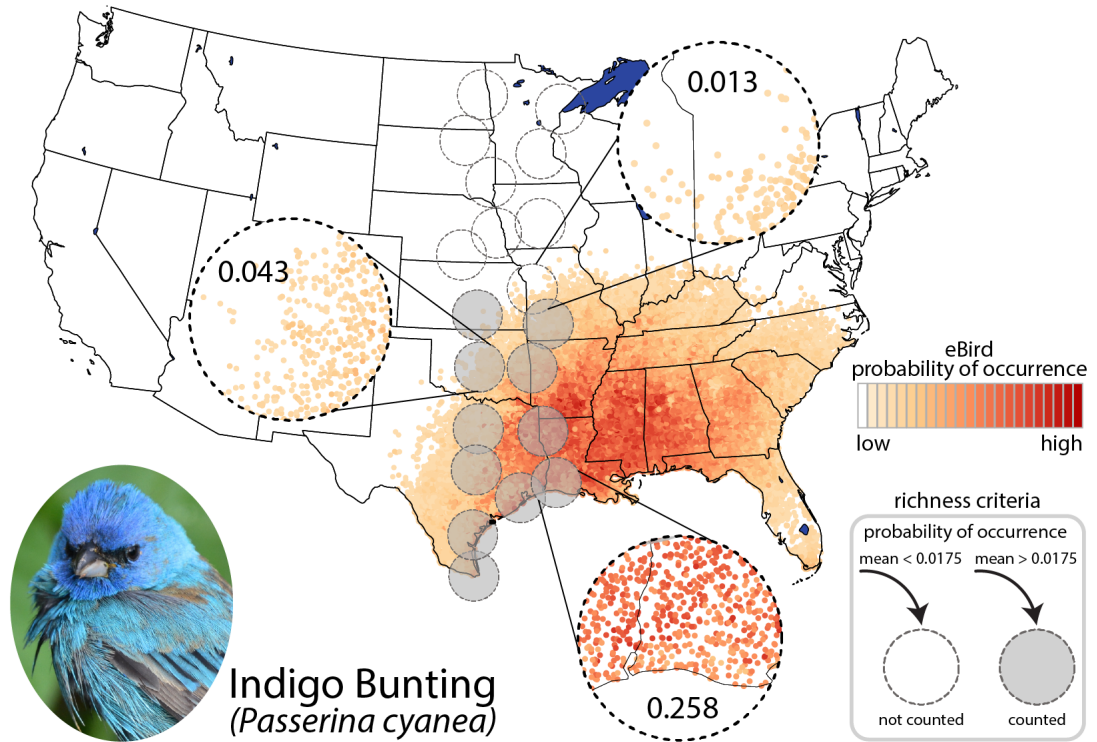 0.013
0.043
eBird
probability of occurrence
low
high
richness criteria
probability of occurrence
mean < 0.0175
mean > 0.0175
not counted
counted
0.258
Indigo Bunting
(Passerina cyanea)